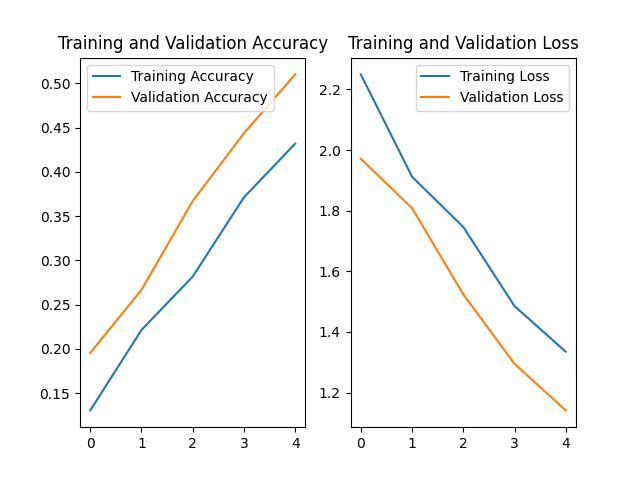 Training and Validation Accuracy
Training Accuracy
Validation Accuracy
0.50
0.45
0.40
0.35
0.30
0.25
0.20
0.15
0 1 2 3 4
Training and Validation Loss
Training Loss
Validation Loss
2.2
2.0
1.8
1.6
1.4
1.2
0 1 2 3 4